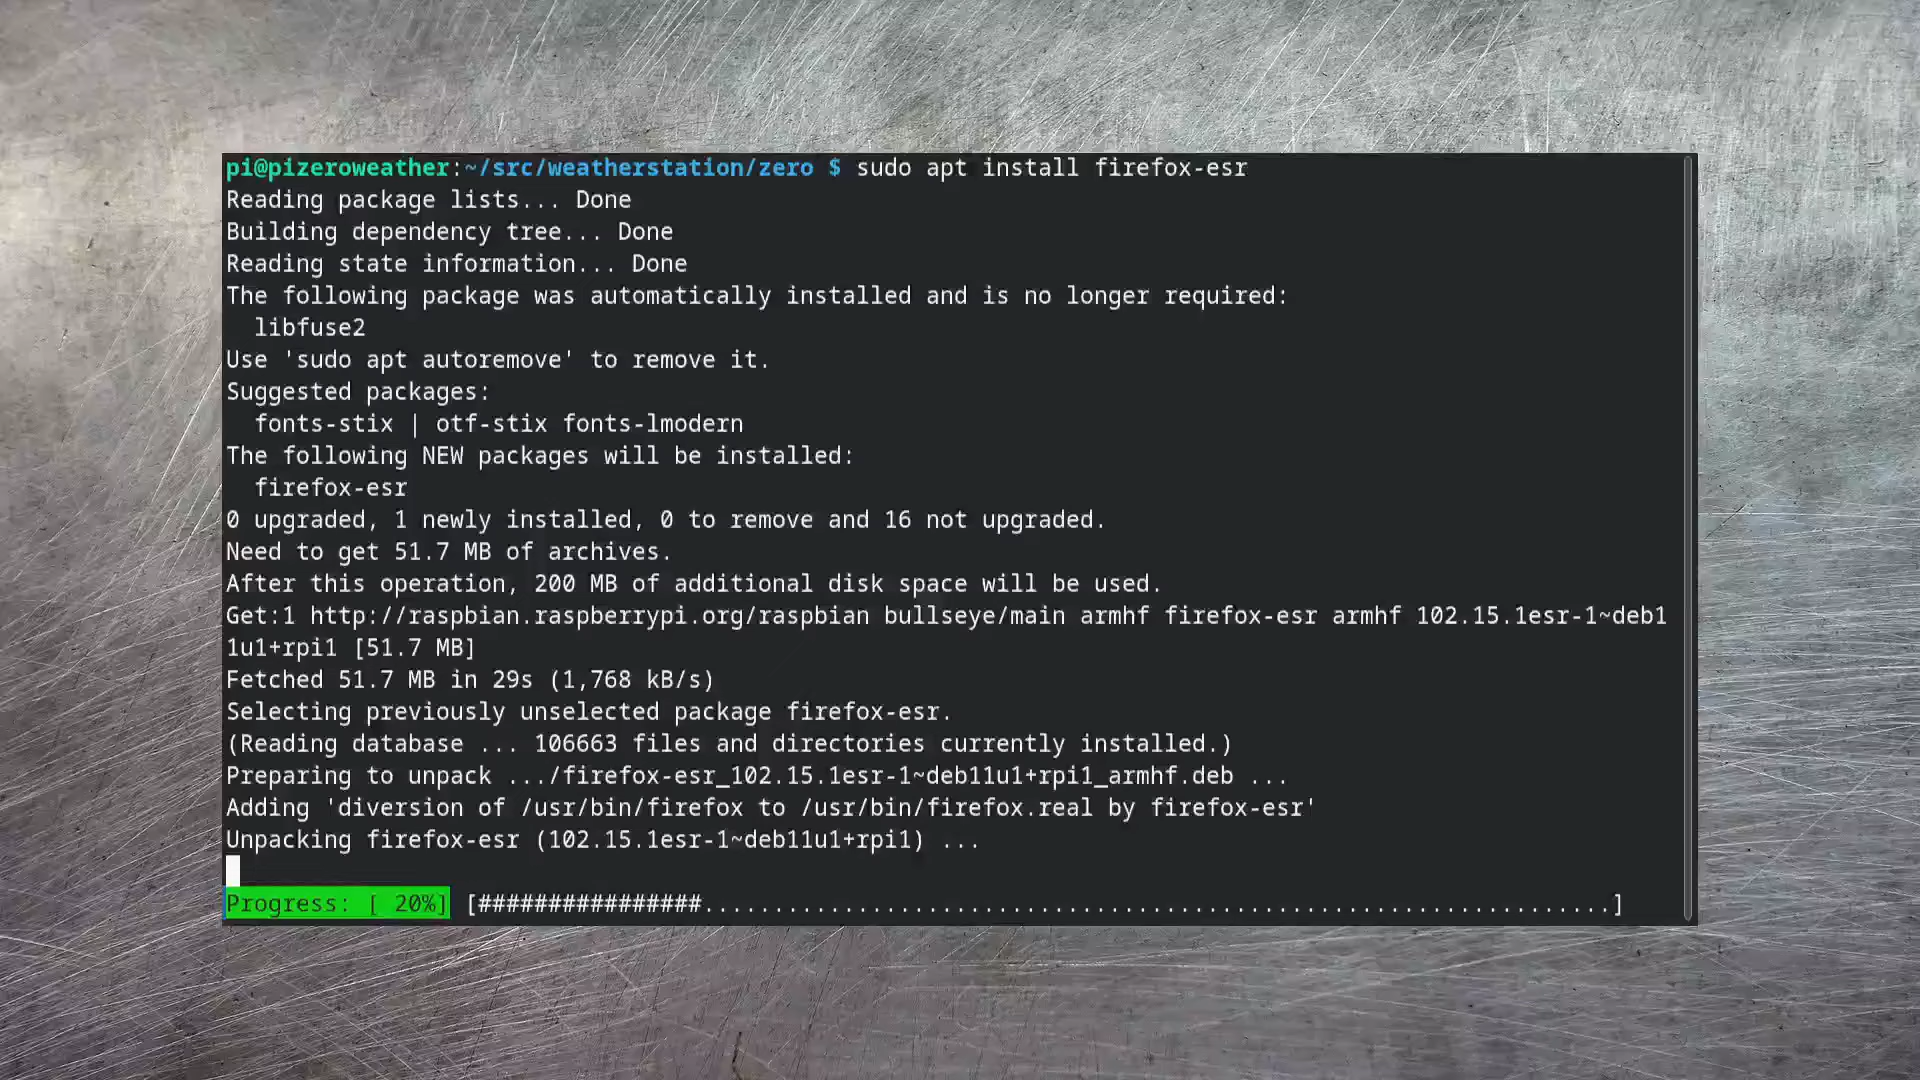 pi@pizeroweather:~/src/weatherstation/zero $ sudo apt install firefox-esr
Reading package lists... Done
Building dependency tree... Done
Reading state information... Done
The following package was automatically installed and is no longer required:
  libfuse2
Use 'sudo apt autoremove' to remove it.
Suggested packages:
  fonts-stix | otf-stix fonts-lmodern
The following NEW packages will be installed:
  firefox-esr
0 upgraded, 1 newly installed, 0 to remove and 16 not upgraded.
Need to get 51.7 MB of archives.
After this operation, 200 MB of additional disk space will be used.
Get:1 http://raspbian.raspberrypi.org/raspbian bullseye/main armhf firefox-esr armhf 102.15.1esr-1~deb1
1u1+rpi1 [51.7 MB]
Fetched 51.7 MB in 29s (1,768 kB/s)
Selecting previously unselected package firefox-esr.
(Reading database ... 106663 files and directories currently installed.)
Preparing to unpack .../firefox-esr_102.15.1esr-1~deb11u1+rpi1_armhf.deb ...
Adding 'diversion of /usr/bin/firefox to /usr/bin/firefox.real by firefox-esr'
Unpacking firefox-esr (102.15.1esr-1~deb11u1+rpi1) ...
Progress: [ 20%] [################.................................................................]